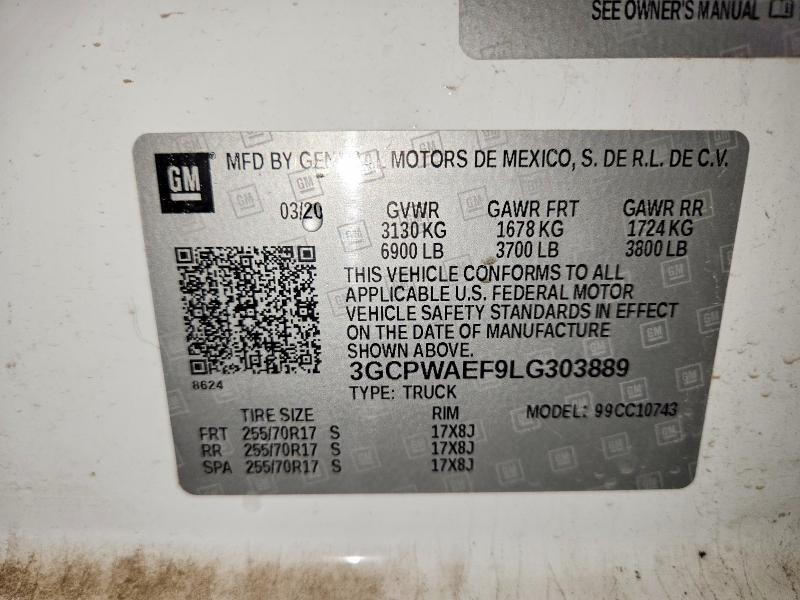 SEE OWNER'S MANUAL
GM
MFD BY GENERAL MOTORS DE MEXICO, S. DE R.L. DE C.V.
03/20 GVWR GAWR FRT GAWR RR
3130 KG 1678 KG 1724 KG
6900 LB 3700 LB 3800 LB
THIS VEHICLE CONFORMS TO ALL
APPLICABLE U.S. FEDERAL MOTOR
VEHICLE SAFETY STANDARDS IN EFFECT
ON THE DATE OF MANUFACTURE
SHOWN ABOVE.
8624
3GCPWAEF9LG303889
TYPE: TRUCK
TIRE SIZE RIM MODEL: 99CC10743
FRT 255/70R17 S 17X8J
RR 255/70R17 S 17X8J
SPA 255/70R17 S 17X8J